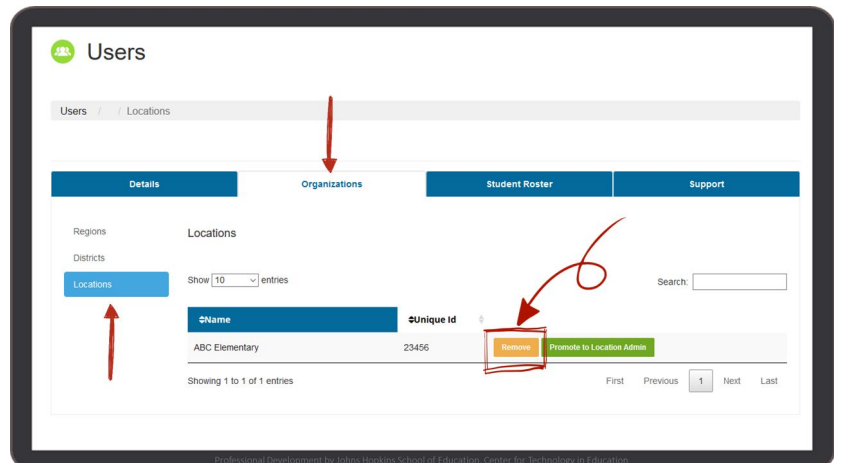 Users
Users / / Locations
Details Organizations Student Roster Support
Regions
Districts
Locations
Locations
Show 10 entries Search:
Name Unique Id
ABC Elementary 23456 Remove Promote to Location Admin
Showing 1 to 1 of 1 entries First Previous 1 Next Last
Professional Development by Johns Hopkins School of Education, Center for Technology in Education